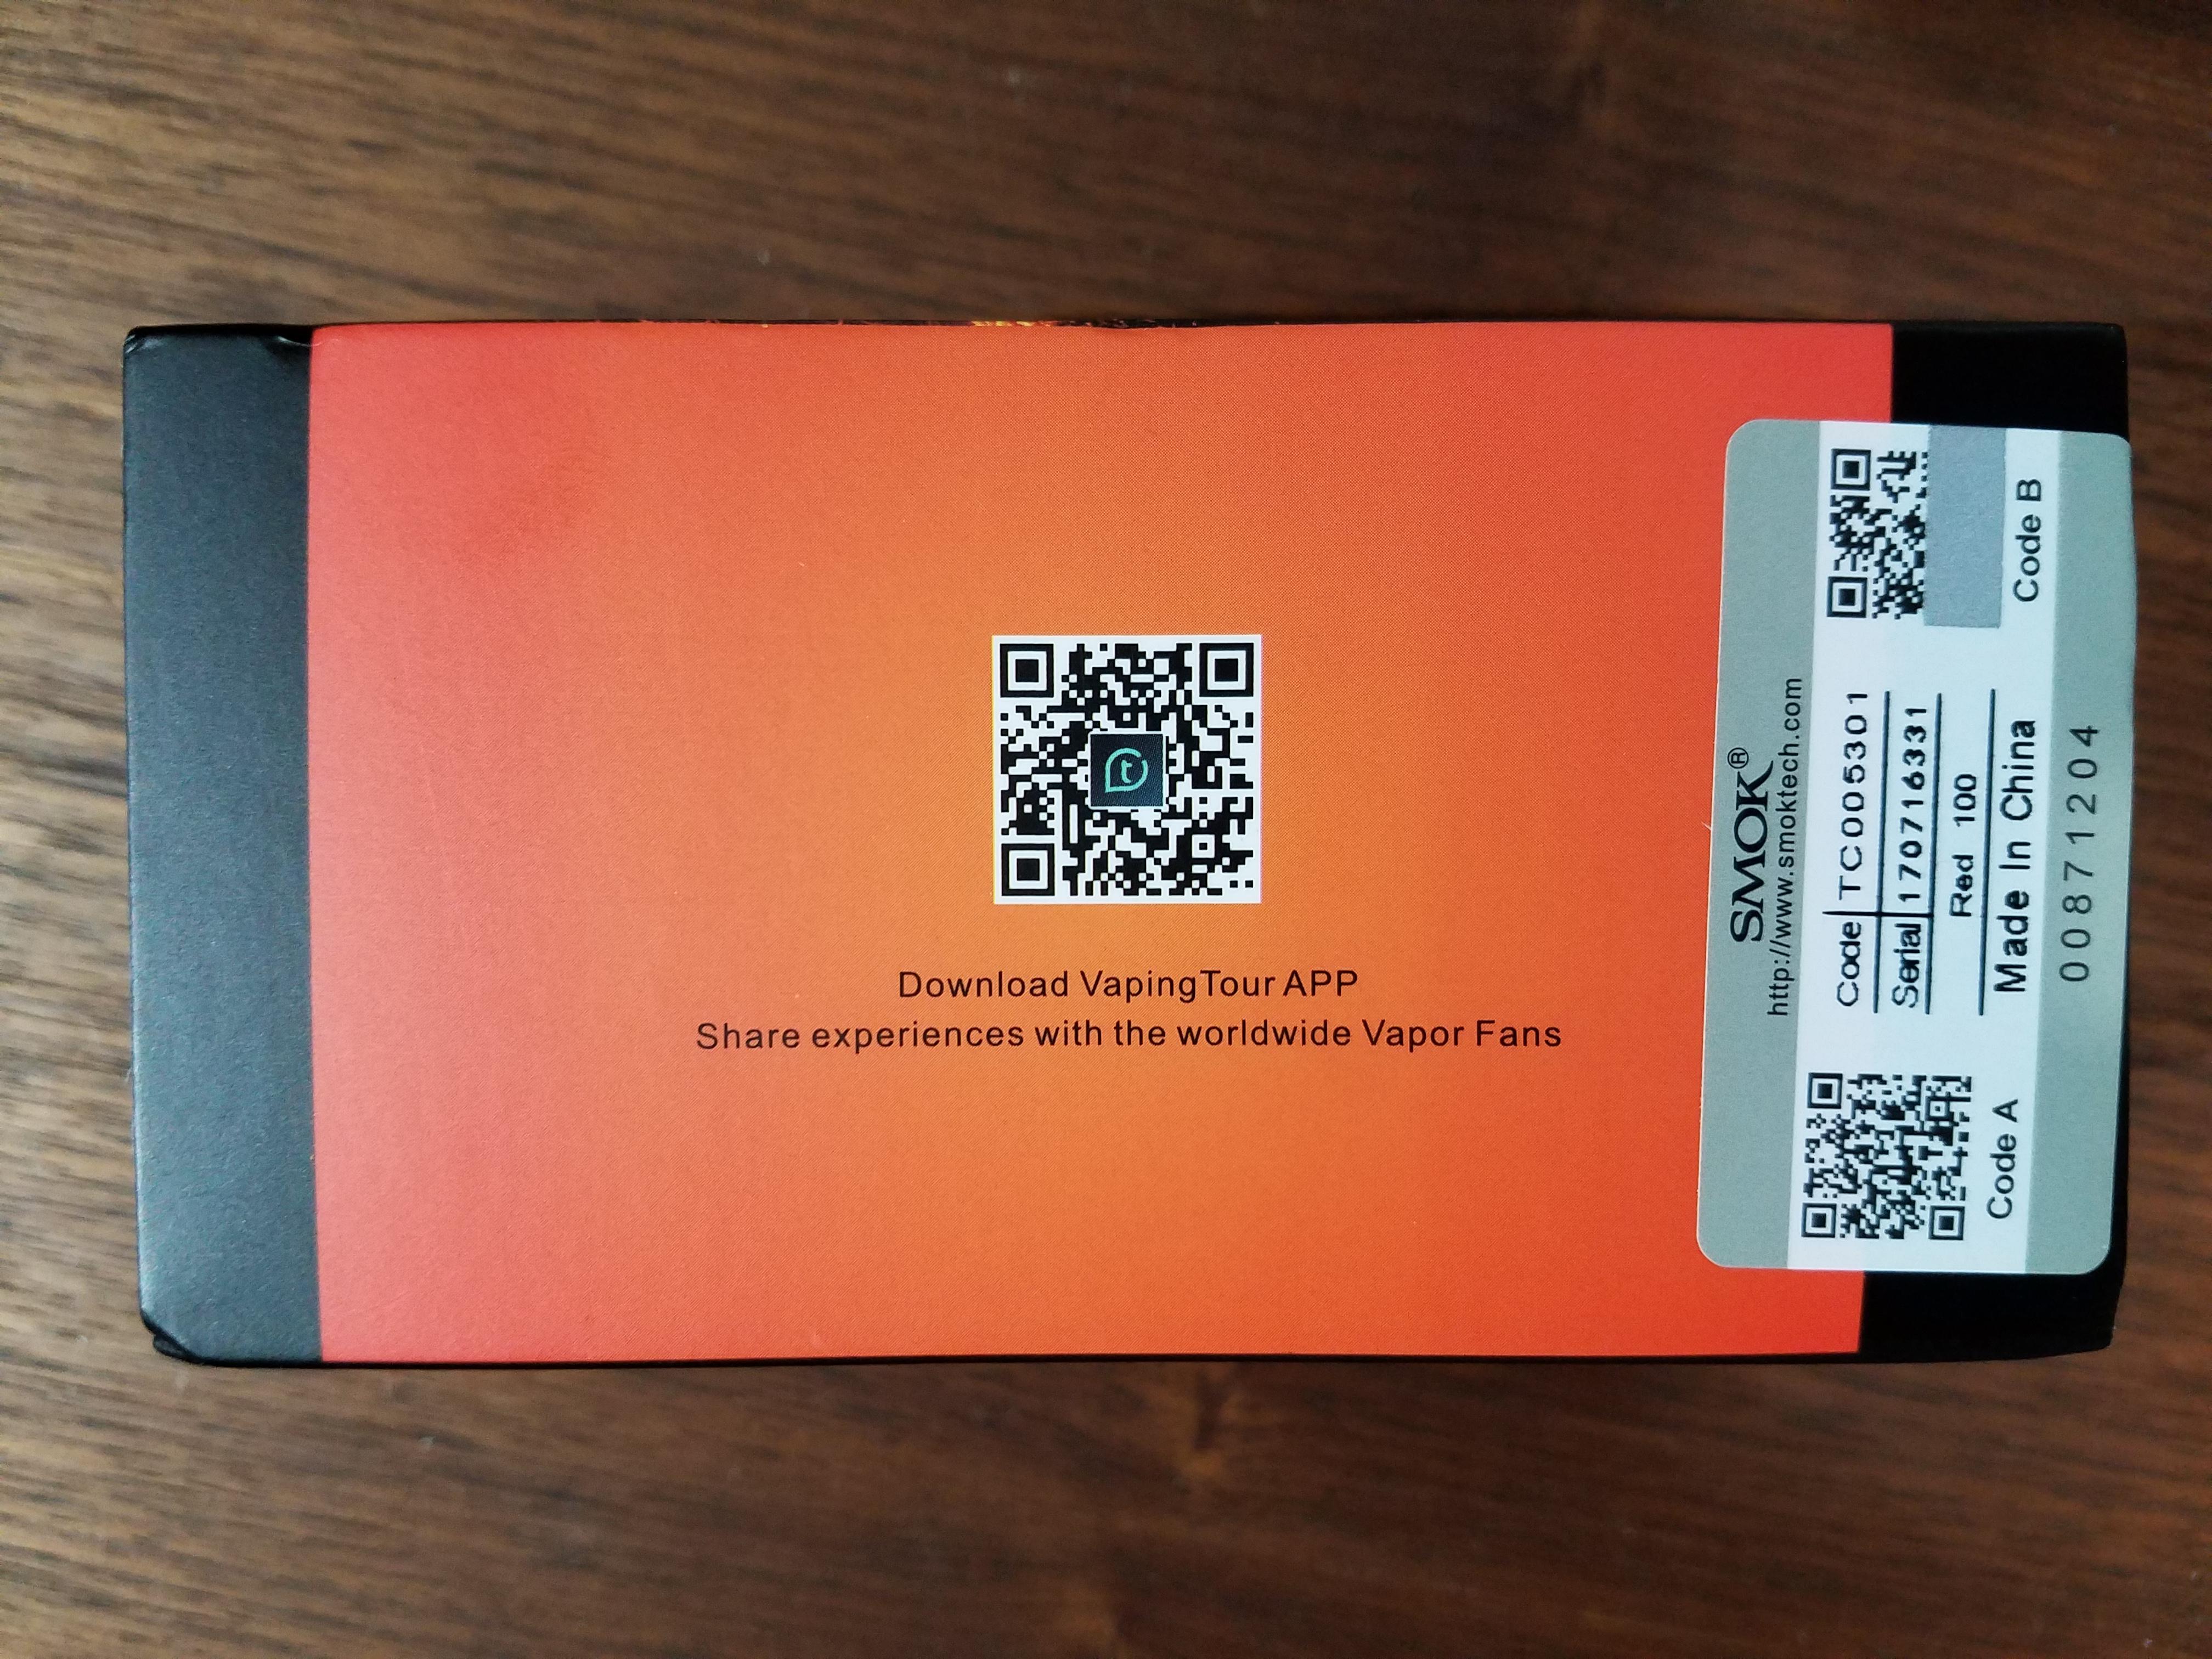 Download VapingTour APP
Share experiences with the worldwide Vapor Fans
SMOK®
http://www.smoktech.com
Code TC005301
Serial 170716331
Red 100
Made In China
Code A
Code B
00871204